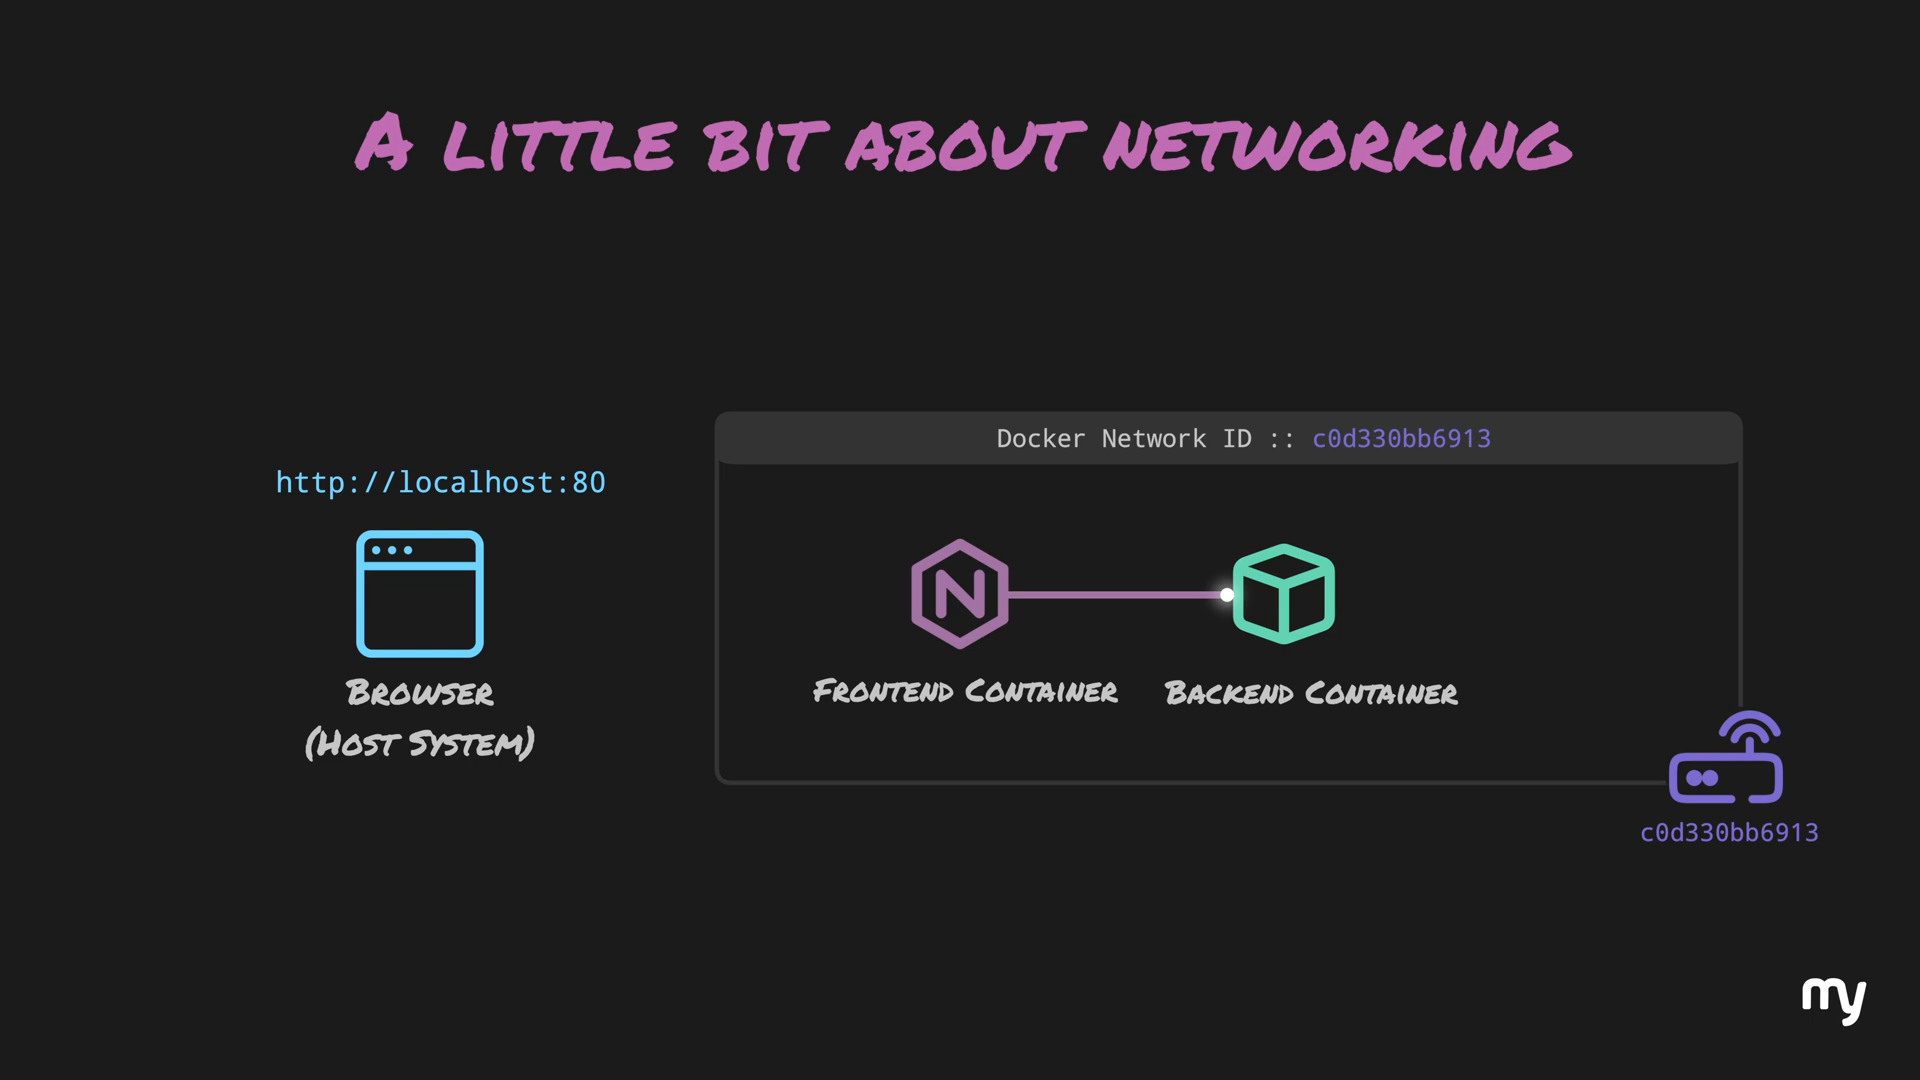 A little bit about networking
Docker Network ID :: c0d330bb6913
http://localhost:80
N
Frontend Container
Backend Container
Browser
(Host System)
c0d330bb6913
my